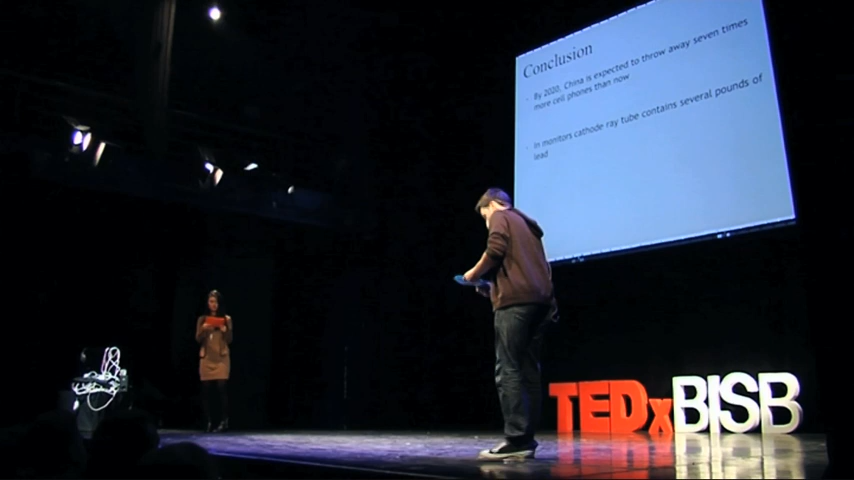 Conclusion
By 2020, China is expected to throw away seven times
more cell phones than now
In monitors cathode ray tube contains several pounds of
lead
TEDxBISB